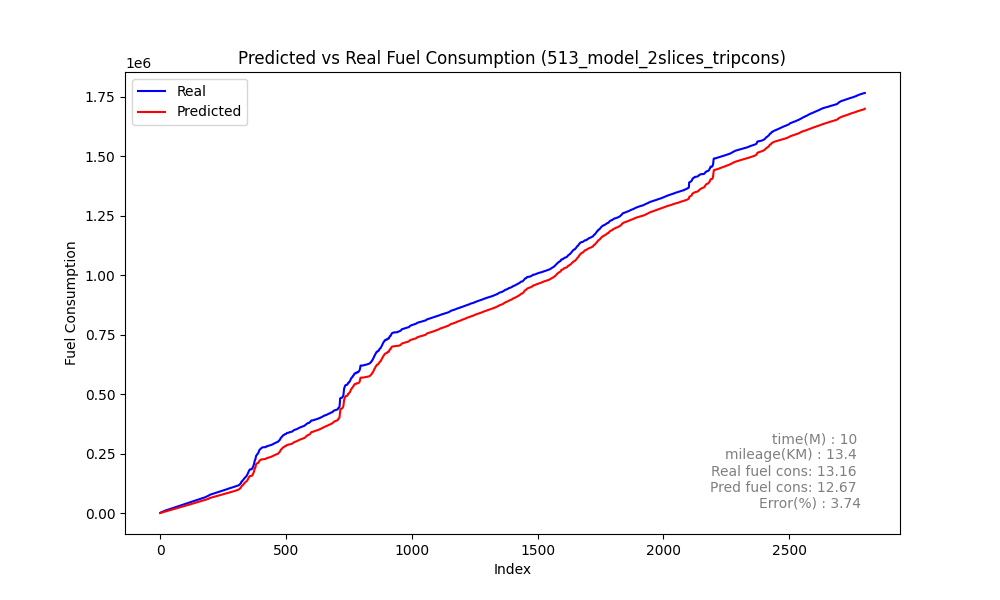 Predicted vs Real Fuel Consumption (513_model_2slices_tripcons)
1e6
Real
Predicted
1.75
1.50
1.25
1.00
0.75
0.50
0.25
0.00
Fuel Consumption
time(M) : 10
mileage(KM) : 13.4
Real fuel cons: 13.16
Pred fuel cons: 12.67
Error(%) : 3.74
0 500 1000 1500 2000 2500
Index